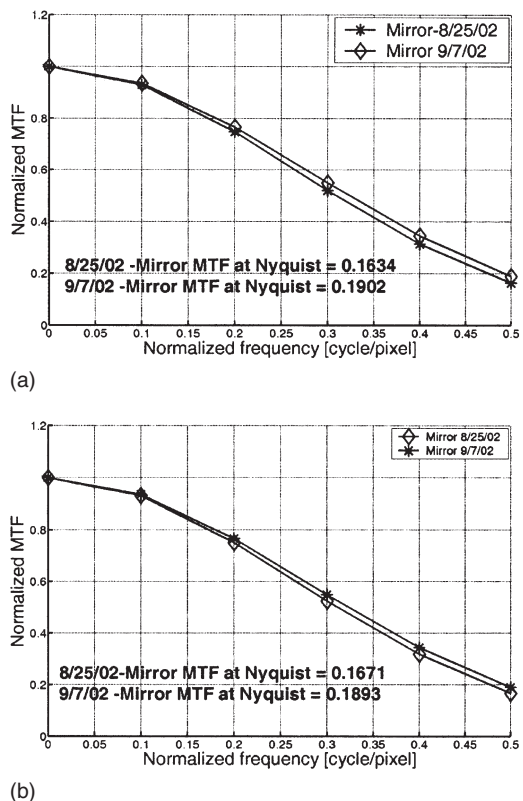 1.2
Mirror-8/25/02
Mirror 9/7/02
1
0.8
0.6
0.4
0.2
0
Normalized MTF
8/25/02 -Mirror MTF at Nyquist = 0.1634
9/7/02 -Mirror MTF at Nyquist = 0.1902
0 0.05 0.1 0.15 0.2 0.25 0.3 0.35 0.4 0.45 0.5
Normalized frequency [cycle/pixel]
(a)
1.2
Mirror 8/25/02
Mirror 9/7/02
1
0.8
0.6
0.4
0.2
0
Normalized MTF
8/25/02-Mirror MTF at Nyquist = 0.1671
9/7/02 -Mirror MTF at Nyquist = 0.1893
0 0.05 0.1 0.15 0.2 0.25 0.3 0.35 0.4 0.45 0.5
Normalized frequency [cycle/pixel]
(b)